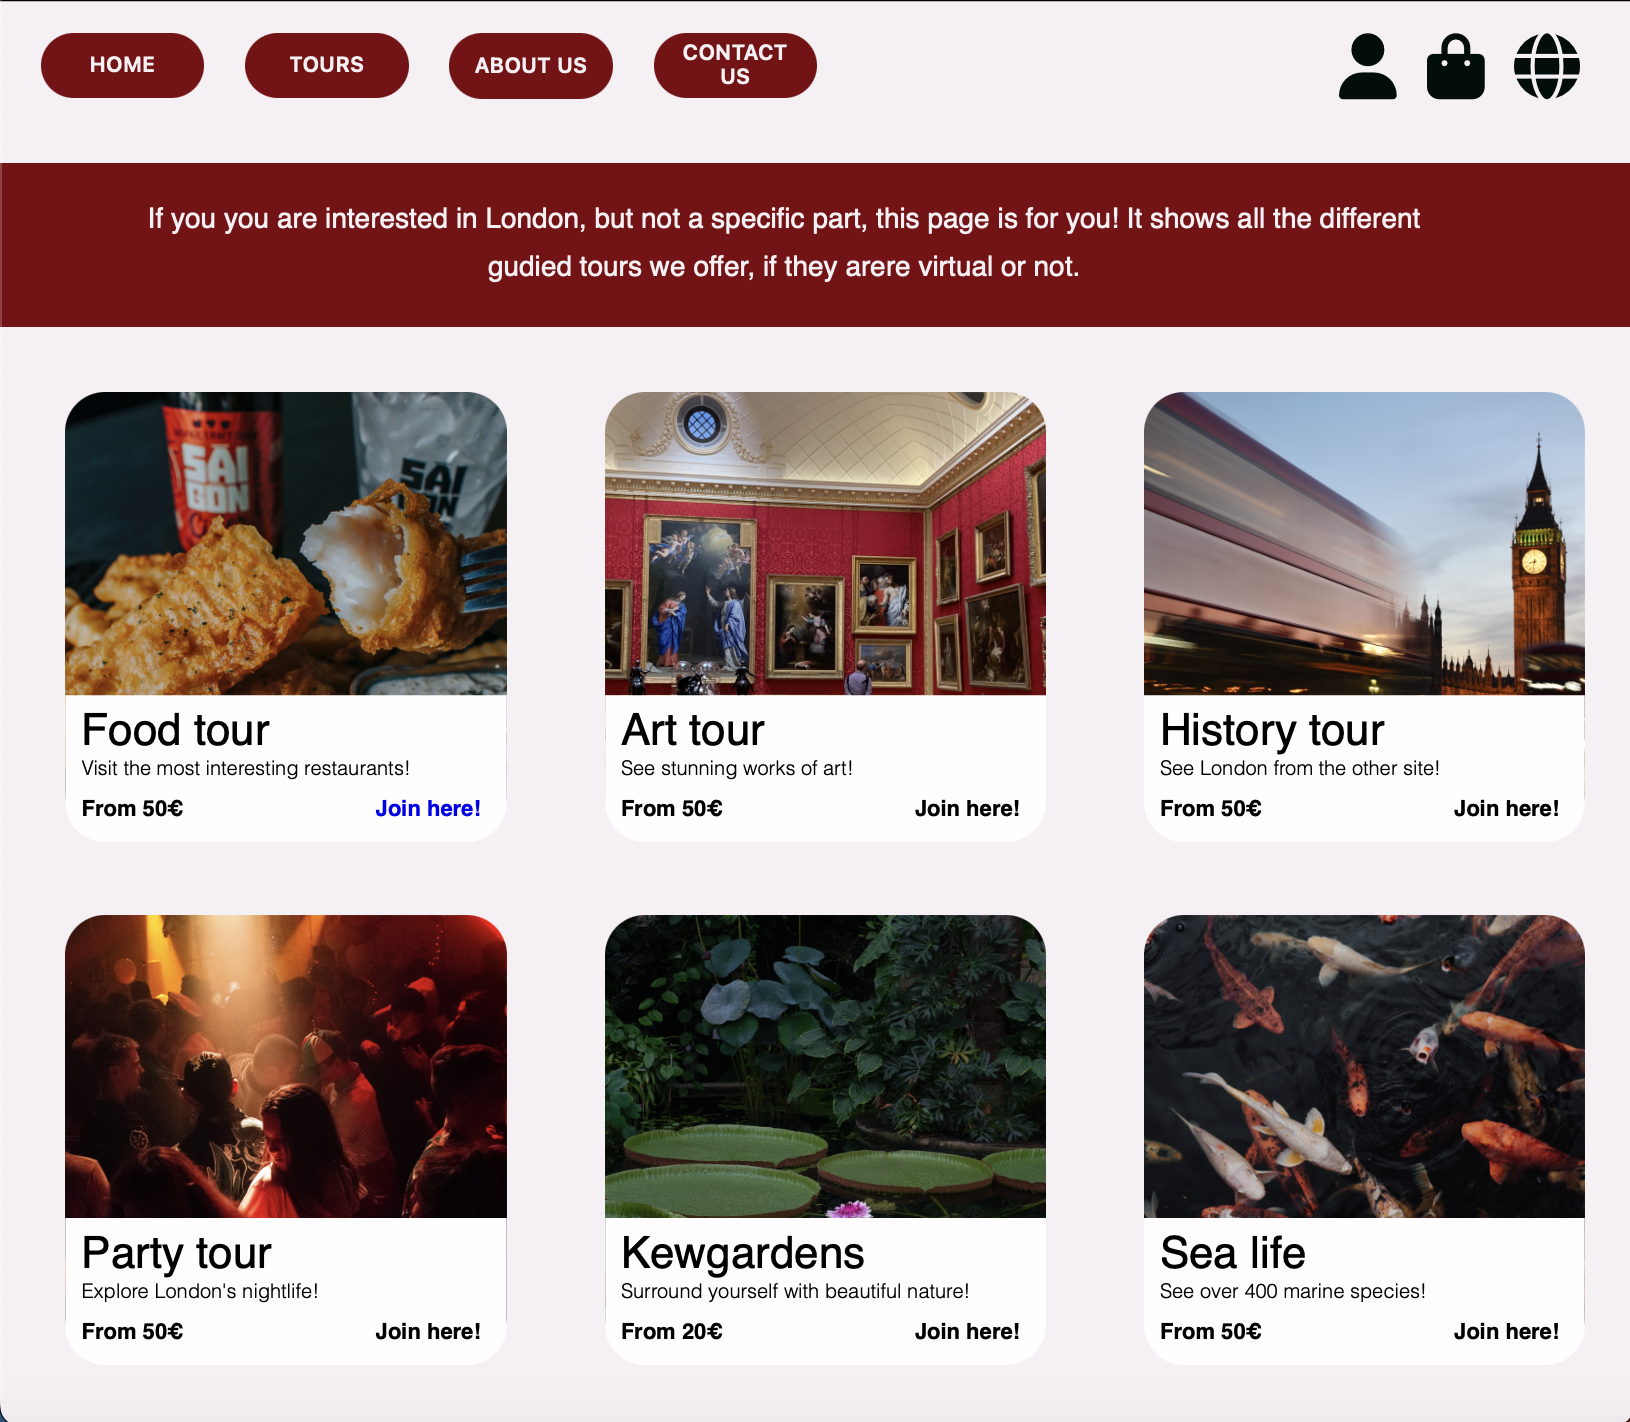 HOME
TOURS
ABOUT US
CONTACT
US
If you you are interested in London, but not a specific part, this page is for you! It shows all the different
gudied tours we offer, if they arere virtual or not.
SAI
GON
SAI
Food tour
Visit the most interesting restaurants!
From 50€ Join here!
Art tour
See stunning works of art!
From 50€ Join here!
History tour
See London from the other site!
From 50€ Join here!
Party tour
Explore London's nightlife!
From 50€ Join here!
Kewgardens
Surround yourself with beautiful nature!
From 20€ Join here!
Sea life
See over 400 marine species!
From 50€ Join here!